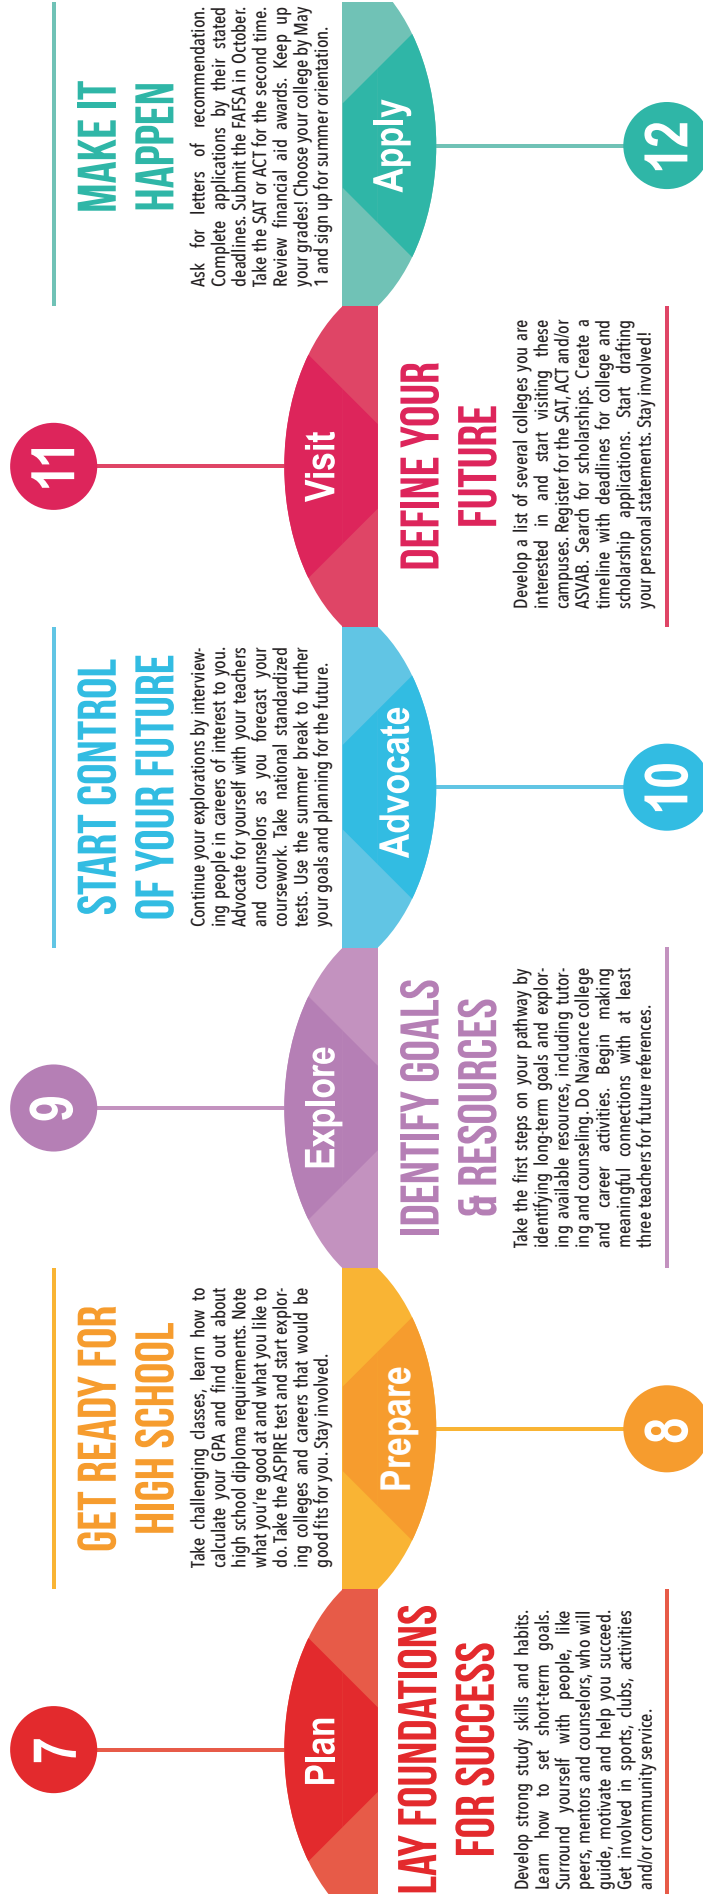 7
Plan
LAY FOUNDATIONS
FOR SUCCESS
Develop strong study skills and habits.
Learn how to set short-term goals.
Surround yourself with people, like
peers, mentors and counselors, who will
guide, motivate and help you succeed.
Get involved in sports, clubs, activities
and/or community service.
GET READY FOR
HIGH SCHOOL
Take challenging classes, learn how to
calculate your GPA and find out about
high school diploma requirements. Note
what you're good at and what you like to
do. Take the ASPIRE test and start explor-
ing colleges and careers that would be
good fits for you. Stay involved.
Prepare
8
9
Explore
IDENTIFY GOALS
& RESOURCES
Take the first steps on your pathway by
identifying long-term goals and explor-
ing available resources, including tutor-
ing and counseling. Do Naviance college
and career activities. Begin making
meaningful connections with at least
three teachers for future references.
START CONTROL
OF YOUR FUTURE
Continue your explorations by interview-
ing people in careers of interest to you.
Advocate for yourself with your teachers
and counselors as you forecast your
coursework. Take national standardized
tests. Use the summer break to further
your goals and planning for the future.
Advocate
10
11
Visit
DEFINE YOUR
FUTURE
Develop a list of several colleges you are
interested in and start visiting these
campuses. Register for the SAT, ACT and/or
ASVAB. Search for scholarships. Create a
timeline with deadlines for college and
scholarship applications. Start drafting
your personal statements. Stay involved!
MAKE IT
HAPPEN
Ask for letters of recommendation.
Complete applications by their stated
deadlines. Submit the FAFSA in October.
Take the SAT or ACT for the second time.
Review financial aid awards. Keep up
your grades! Choose your college by May
1 and sign up for summer orientation.
Apply
12